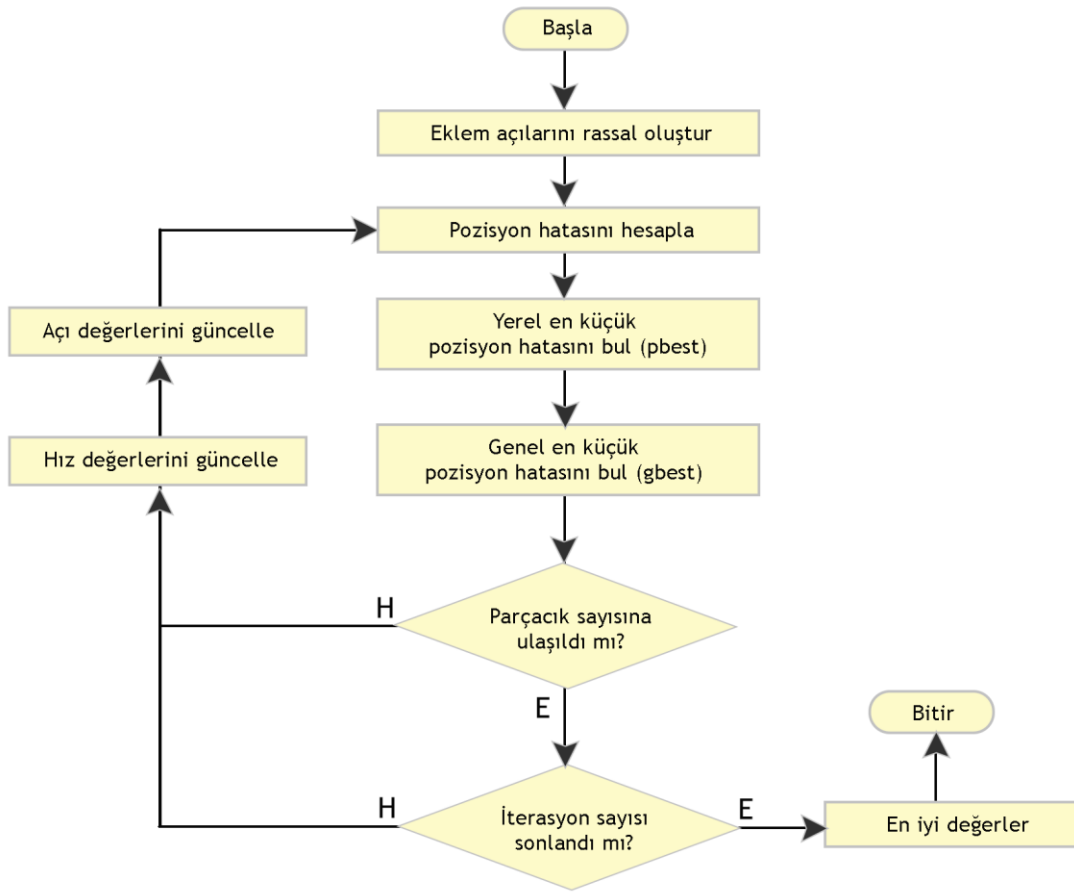 Başla
Eklem açılarını rassal oluştur
Pozisyon hatasını hesapla
Yerel en küçük
pozisyon hatasını bul (pbest)
Açı değerlerini güncelle
Genel en küçük
pozisyon hatasını bul (gbest)
Hız değerlerini güncelle
H
Parçacık sayısına
ulaşıldı mı?
E
Bitir
H
İterasyon sayısı
sonlandı mı?
E
En iyi değerler